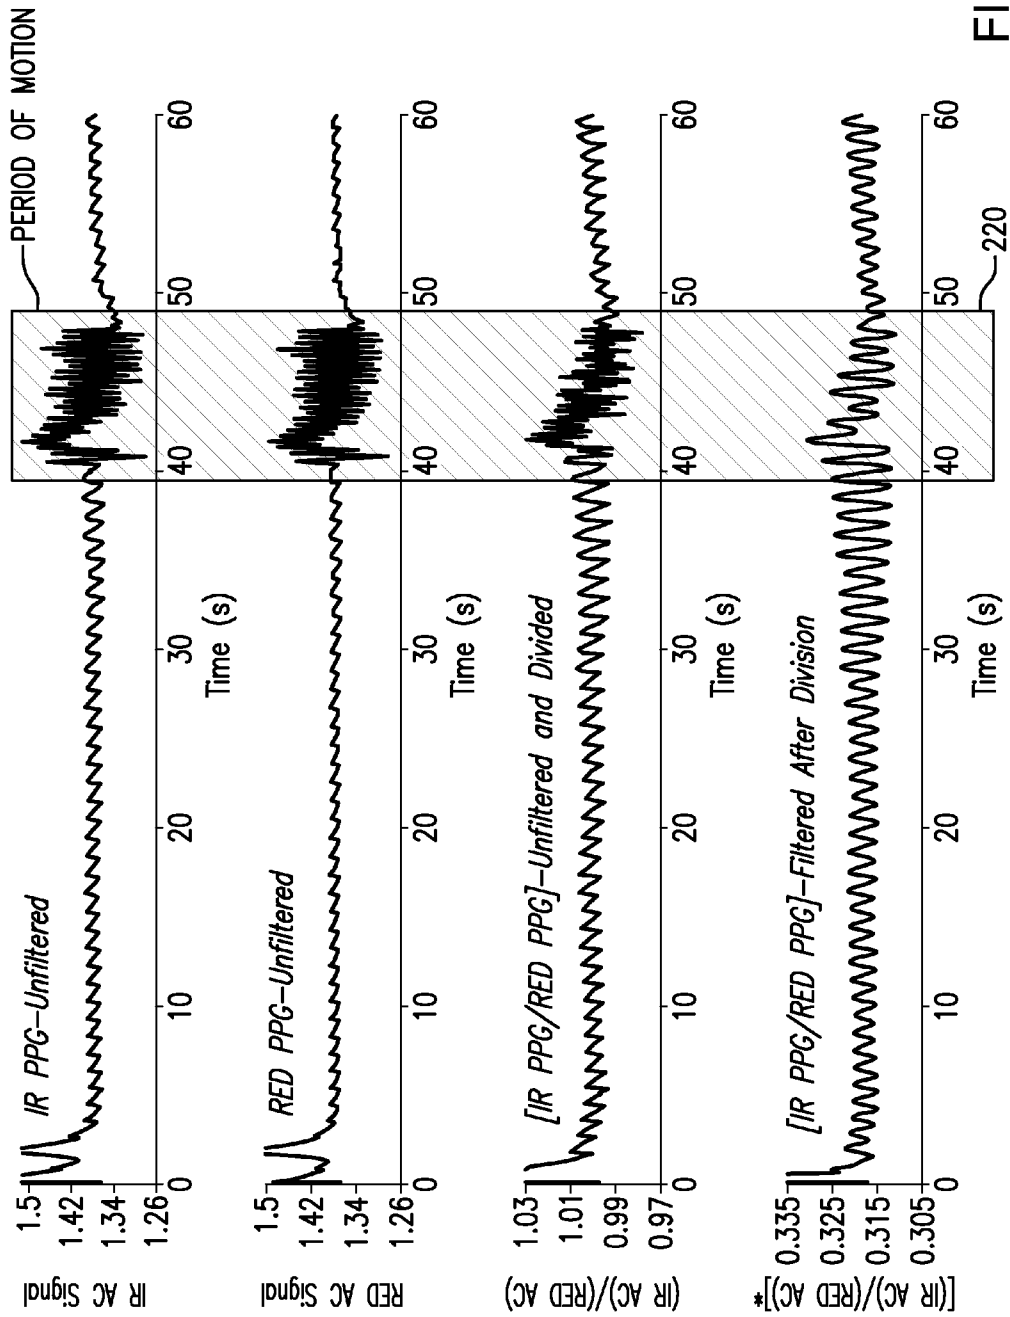 PERIOD OF MOTION
IR PPG-Unfiltered
IR AC Signal
1.5
1.42
1.34
1.26
0 10 20 30 40 50 60
Time (s)
RED PPG-Unfiltered
RED AC Signal
1.5
1.42
1.34
1.26
0 10 20 30 40 50 60
Time (s)
[IR PPG/RED PPG]-Unfiltered and Divided
(IR AC)/(RED AC)
1.03
1.01
0.99
0.97
0 10 20 30 40 50 60
Time (s)
[IR PPG/RED PPG]-Filtered After Division
[(IR AC)/(RED AC)]*
0.335
0.325
0.315
0.305
0 10 20 30 40 50 60
Time (s)
220